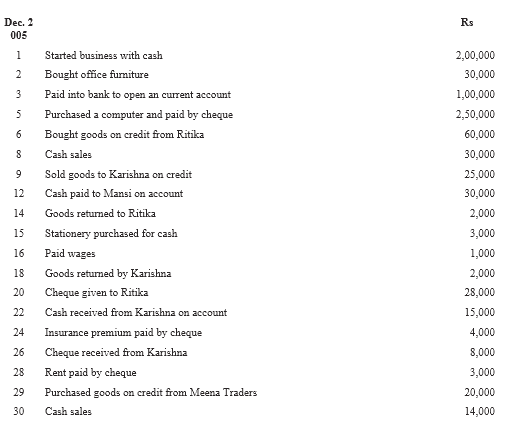 Dec. 2 Rs
005
1 Started business with cash 2,00,000
2 Bought office furniture 30,000
3 Paid into bank to open an current account 1,00,000
5 Purchased a computer and paid by cheque 2,50,000
6 Bought goods on credit from Ritika 60,000
8 Cash sales 30,000
9 Sold goods to Karishna on credit 25,000
12 Cash paid to Mansi on account 30,000
14 Goods returned to Ritika 2,000
15 Stationery purchased for cash 3,000
16 Paid wages 1,000
18 Goods returned by Karishna 2,000
20 Cheque given to Ritika 28,000
22 Cash received from Karishna on account 15,000
24 Insurance premium paid by cheque 4,000
26 Cheque received from Karishna 8,000
28 Rent paid by cheque 3,000
29 Purchased goods on credit from Meena Traders 20,000
30 Cash sales 14,000